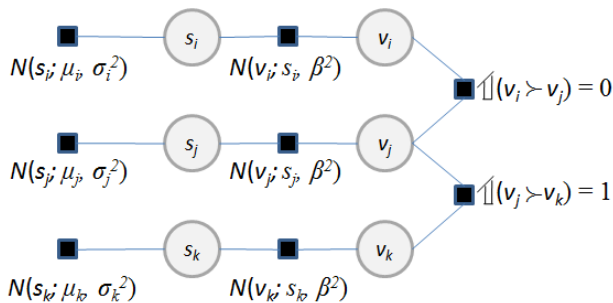 sᵢ vᵢ
N(sᵢ; μᵢ, σᵢ²) N(vᵢ; sᵢ, β²)
𝟙(vᵢ ≻ vⱼ) = 0
sⱼ vⱼ
N(sⱼ; μⱼ, σⱼ²) N(vⱼ; sⱼ, β²)
𝟙(vⱼ ≻ vₖ) = 1
sₖ vₖ
N(sₖ; μₖ, σₖ²) N(vₖ; sₖ, β²)